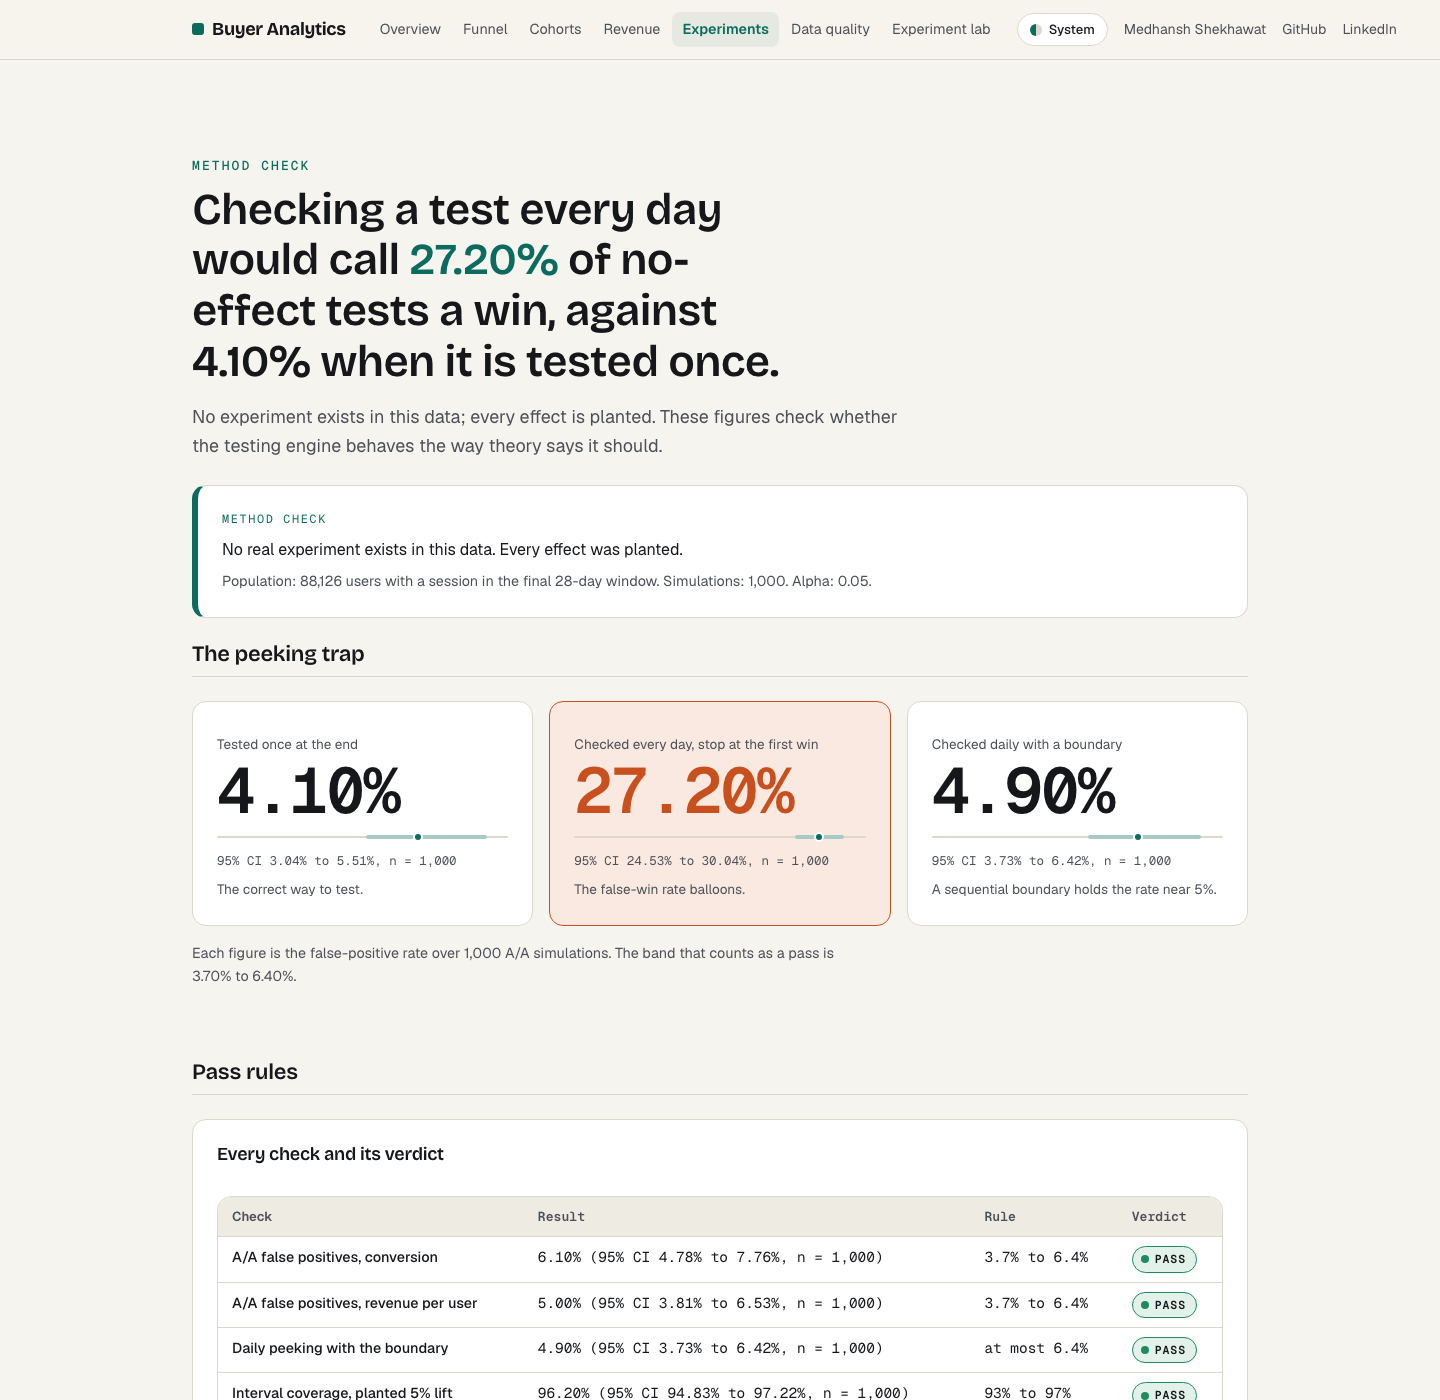 Buyer Analytics Overview Funnel Cohorts Revenue Experiments Data quality Experiment lab System Medhansh Shekhawat GitHub LinkedIn
METHOD CHECK
Checking a test every day
would call 27.20% of no-
effect tests a win, against
4.10% when it is tested once.
No experiment exists in this data; every effect is planted. These figures check whether
the testing engine behaves the way theory says it should.
METHOD CHECK
No real experiment exists in this data. Every effect was planted.
Population: 88,126 users with a session in the final 28-day window. Simulations: 1,000. Alpha: 0.05.
The peeking trap
Tested once at the end
4.10%
95% CI 3.04% to 5.51%, n = 1,000
The correct way to test.
Checked every day, stop at the first win
27.20%
95% CI 24.53% to 30.04%, n = 1,000
The false-win rate balloons.
Checked daily with a boundary
4.90%
95% CI 3.73% to 6.42%, n = 1,000
A sequential boundary holds the rate near 5%.
Each figure is the false-positive rate over 1,000 A/A simulations. The band that counts as a pass is
3.70% to 6.40%.
Pass rules
Every check and its verdict
Check Result Rule Verdict
A/A false positives, conversion 6.10% (95% CI 4.78% to 7.76%, n = 1,000) 3.7% to 6.4% PASS
A/A false positives, revenue per user 5.00% (95% CI 3.81% to 6.53%, n = 1,000) 3.7% to 6.4% PASS
Daily peeking with the boundary 4.90% (95% CI 3.73% to 6.42%, n = 1,000) at most 6.4% PASS
Interval coverage, planted 5% lift 96.20% (95% CI 94.83% to 97.22%, n = 1,000) 93% to 97% PASS